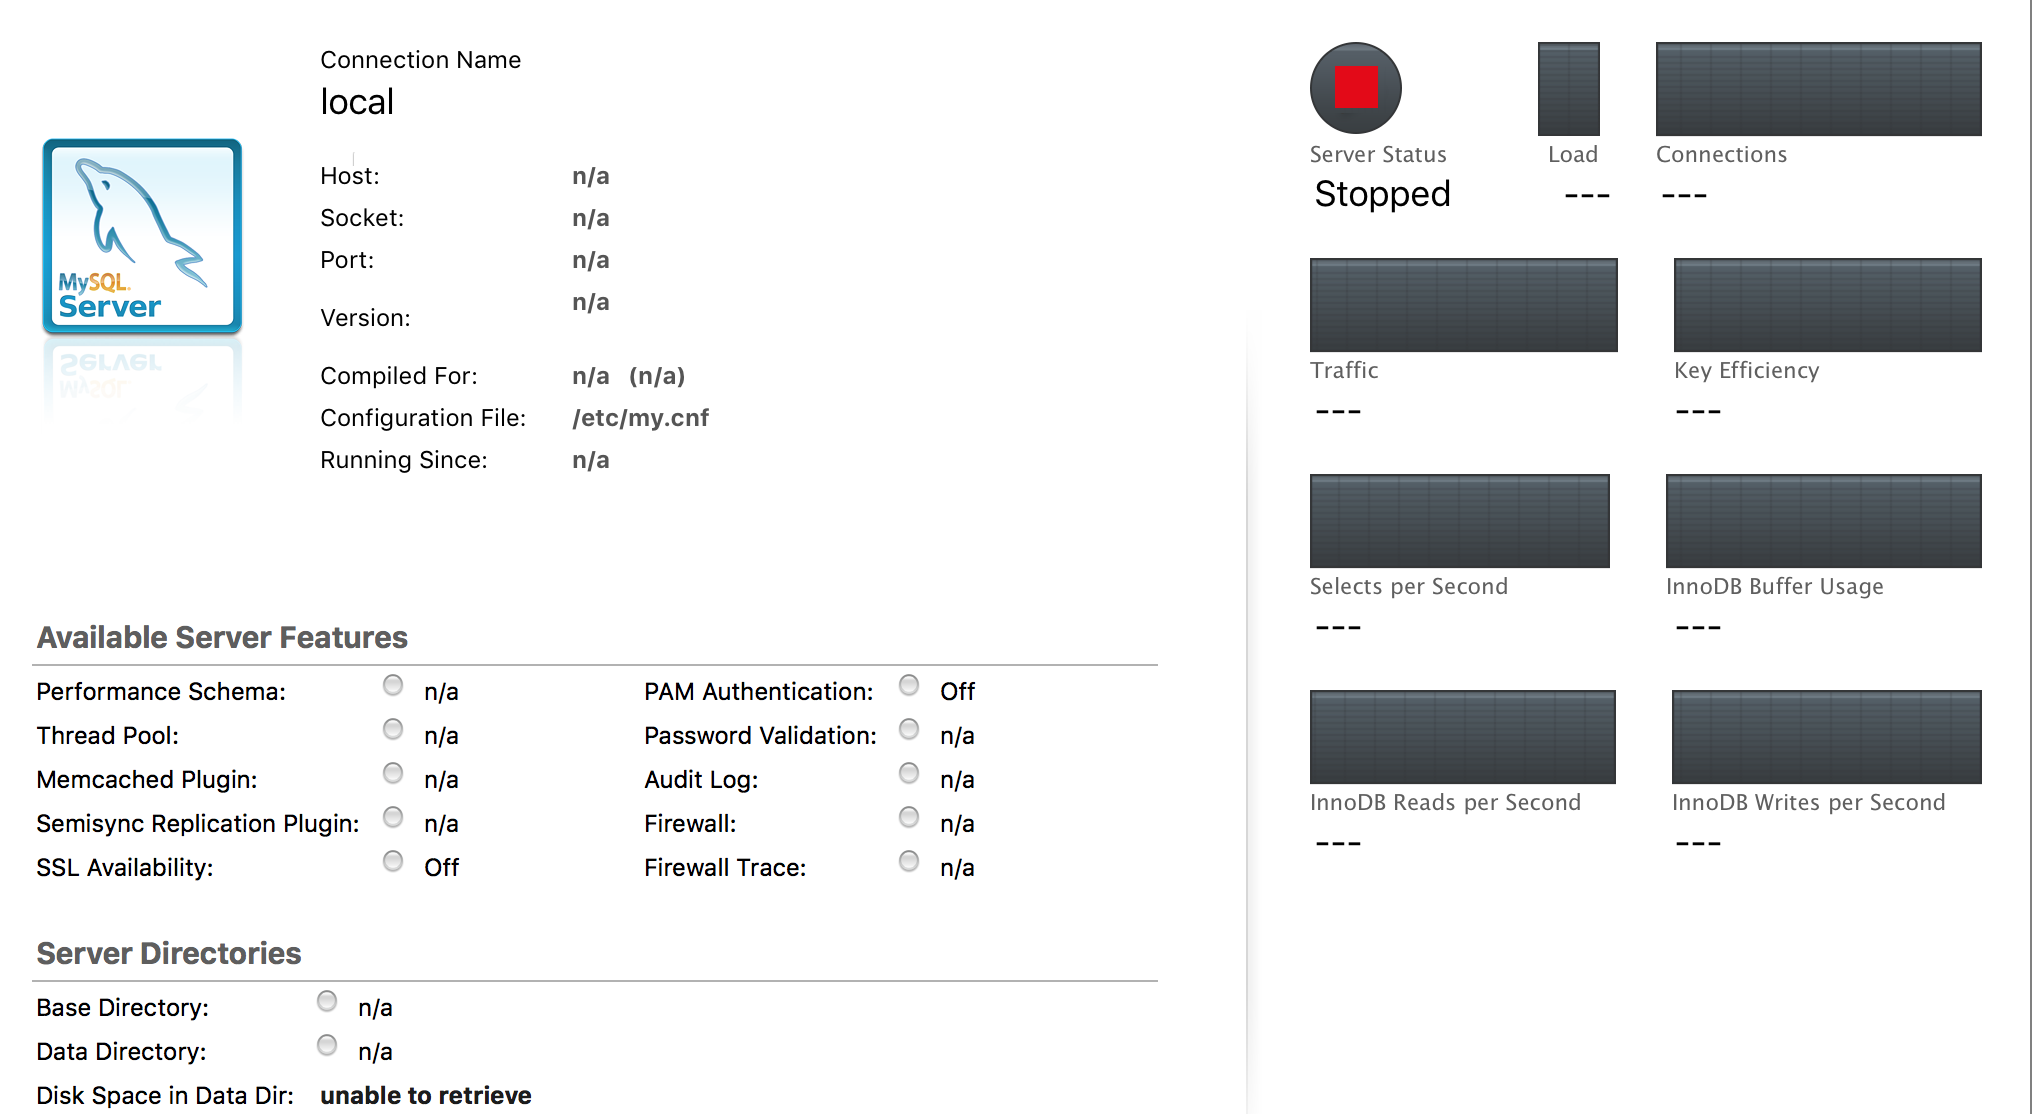 Connection Name
local
Host: n/a
Socket: n/a
Port: n/a
Version: n/a
Compiled For: n/a (n/a)
Configuration File: /etc/my.cnf
Running Since: n/a
MySQL
Server
Server Status
Stopped
Load
---
Connections
---
Traffic
---
Key Efficiency
---
Selects per Second
---
InnoDB Buffer Usage
---
InnoDB Reads per Second
---
InnoDB Writes per Second
---
Available Server Features
Performance Schema: n/a
Thread Pool: n/a
Memcached Plugin: n/a
Semisync Replication Plugin: n/a
SSL Availability: Off
PAM Authentication: Off
Password Validation: n/a
Audit Log: n/a
Firewall: n/a
Firewall Trace: n/a
Server Directories
Base Directory: n/a
Data Directory: n/a
Disk Space in Data Dir: unable to retrieve